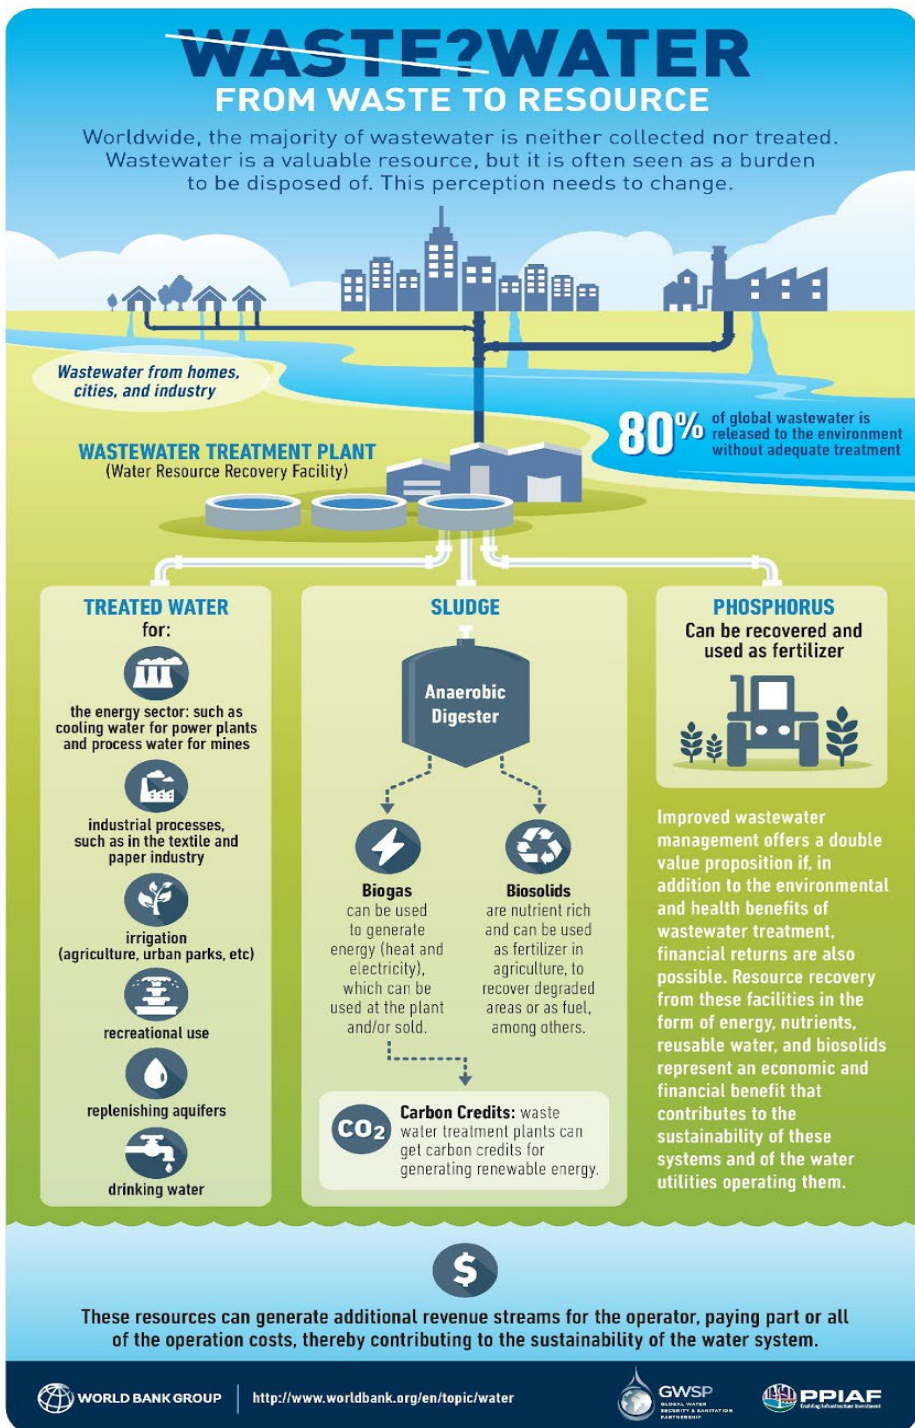 WASTE?WATER
FROM WASTE TO RESOURCE
Worldwide, the majority of wastewater is neither collected nor treated.
Wastewater is a valuable resource, but it is often seen as a burden
to be disposed of. This perception needs to change.
Wastewater from homes,
cities, and industry
80% of global wastewater is
released to the environment
without adequate treatment
WASTEWATER TREATMENT PLANT
(Water Resource Recovery Facility)
TREATED WATER
for:
the energy sector: such as
cooling water for power plants
and process water for mines
industrial processes,
such as in the textile and
paper industry
irrigation
(agriculture, urban parks, etc)
recreational use
replenishing aquifers
drinking water
SLUDGE
Anaerobic
Digester
Biogas
can be used
to generate
energy (heat and
electricity),
which can be
used at the plant
and/or sold.
Biosolids
are nutrient rich
and can be used
as fertilizer in
agriculture, to
recover degraded
areas or as fuel,
among others.
CO2
Carbon Credits: waste
water treatment plants can
get carbon credits for
generating renewable energy.
PHOSPHORUS
Can be recovered and
used as fertilizer
Improved wastewater
management offers a double
value proposition if, in
addition to the environmental
and health benefits of
wastewater treatment,
financial returns are also
possible. Resource recovery
from these facilities in the
form of energy, nutrients,
reusable water, and biosolids
represent an economic and
financial benefit that
contributes to the
sustainability of these
systems and of the water
utilities operating them.
$
These resources can generate additional revenue streams for the operator, paying part or all
of the operation costs, thereby contributing to the sustainability of the water system.
WORLD BANK GROUP
http://www.worldbank.org/en/topic/water
GWSP
GLOBAL WATER
SECURITY & SANITATION
PARTNERSHIP
PPIAF
Enabling Infrastructure Investment